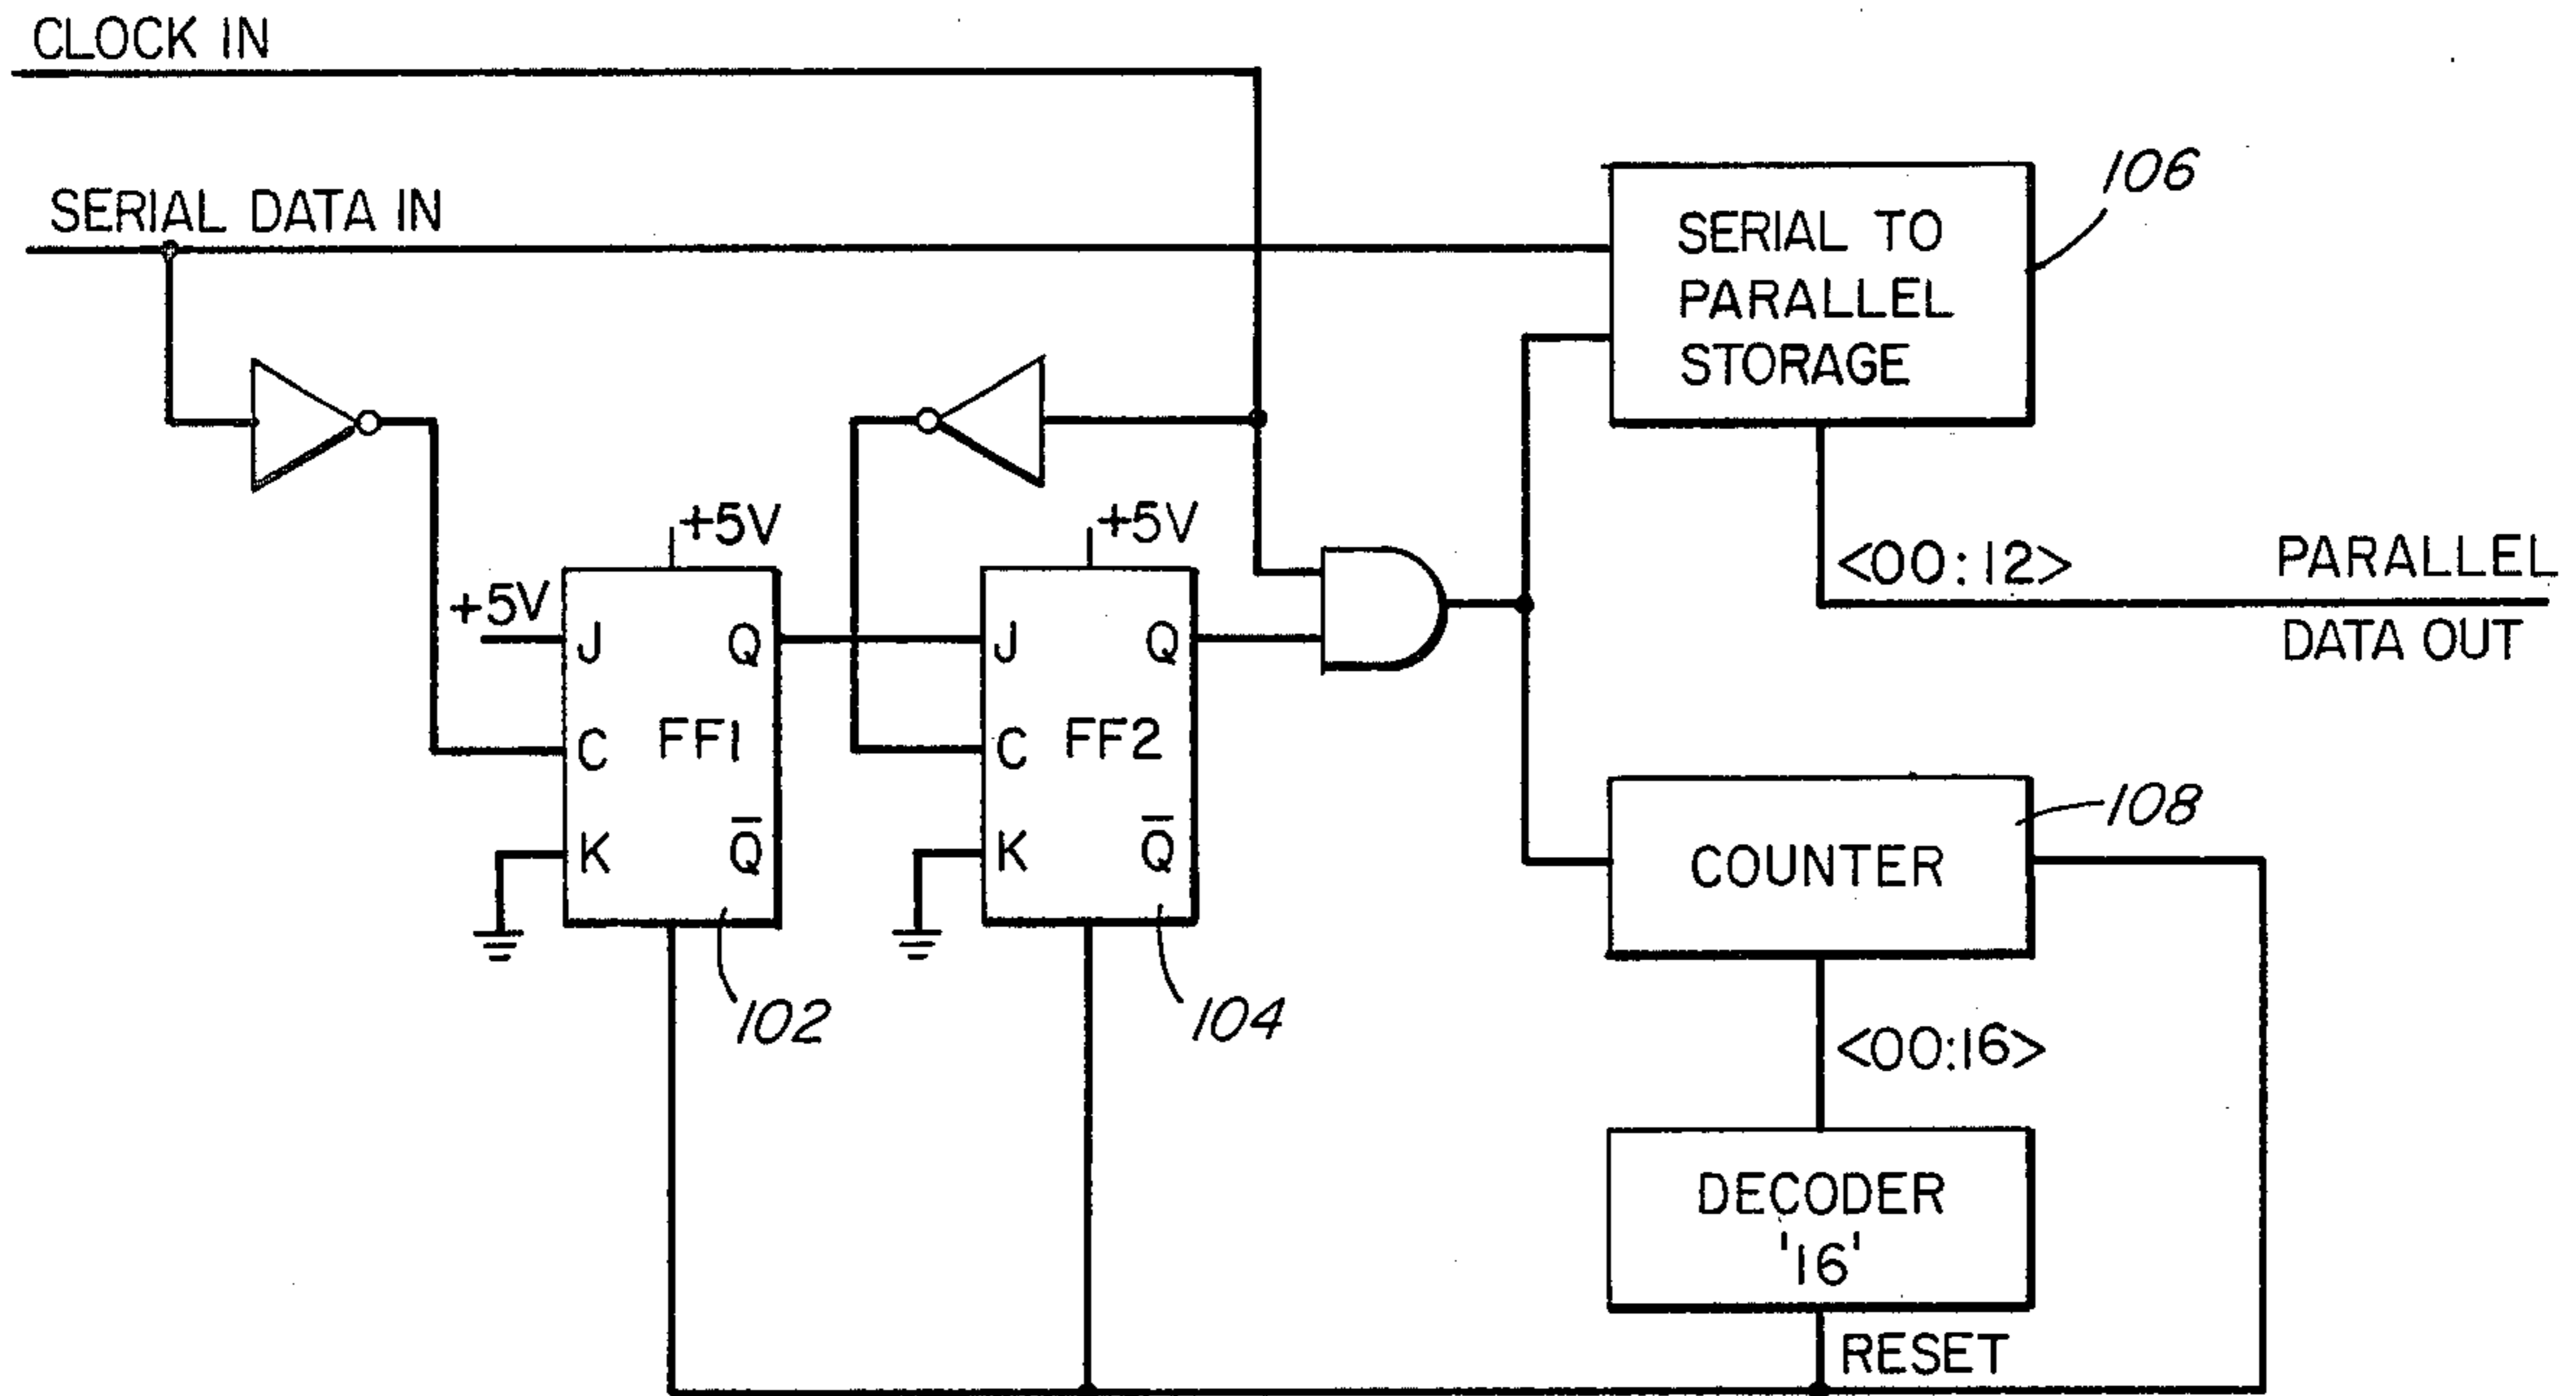 CLOCK IN
SERIAL DATA IN
106
SERIAL TO
PARALLEL
STORAGE
+5V
+5V
+5V
J
Q
C
FF1
K
Q̅
102
J
Q
C
FF2
K
Q̅
104
<00:12>
PARALLEL
DATA OUT
108
COUNTER
<00:16>
DECODER
'16'
RESET